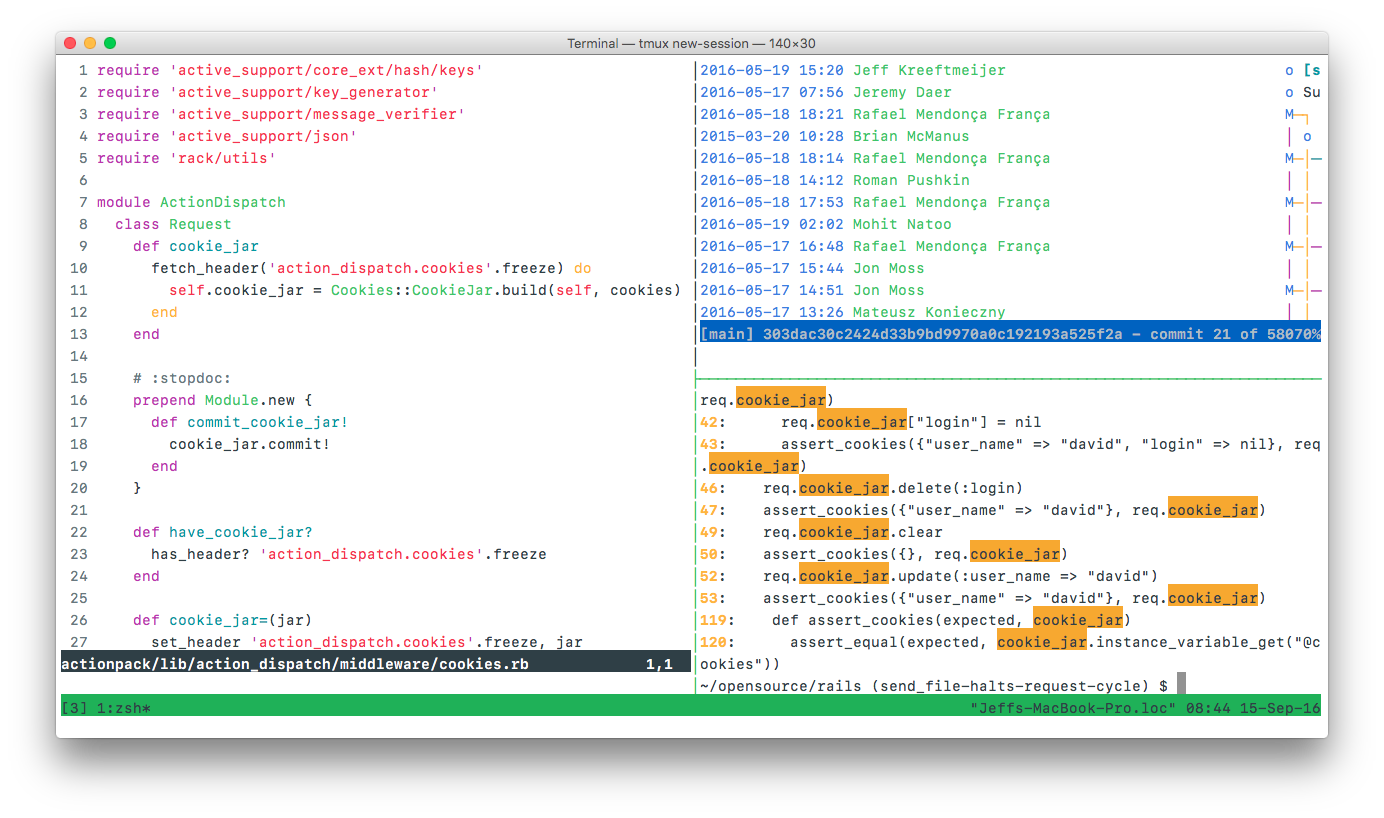 Terminal — tmux new-session — 140×30
1 require 'active_support/core_ext/hash/keys'
2 require 'active_support/key_generator'
3 require 'active_support/message_verifier'
4 require 'active_support/json'
5 require 'rack/utils'
6
7 module ActionDispatch
8   class Request
9     def cookie_jar
10       fetch_header('action_dispatch.cookies'.freeze) do
11         self.cookie_jar = Cookies::CookieJar.build(self, cookies)
12       end
13     end
14
15     # :stopdoc:
16     prepend Module.new {
17       def commit_cookie_jar!
18         cookie_jar.commit!
19       end
20     }
21
22     def have_cookie_jar?
23       has_header? 'action_dispatch.cookies'.freeze
24     end
25
26     def cookie_jar=(jar)
27       set_header 'action_dispatch.cookies'.freeze, jar
actionpack/lib/action_dispatch/middleware/cookies.rb 1,1
2016-05-19 15:20 Jeff Kreeftmeijer o [s
2016-05-17 07:56 Jeremy Daer o Su
2016-05-18 18:21 Rafael Mendonça França M─┐
2015-03-20 10:28 Brian McManus │ o
2016-05-18 18:14 Rafael Mendonça França M─│─
2016-05-18 14:12 Roman Pushkin │ │
2016-05-18 17:53 Rafael Mendonça França M─│─
2016-05-19 02:02 Mohit Natoo │ │
2016-05-17 16:48 Rafael Mendonça França M─│─
2016-05-17 15:44 Jon Moss │ │
2016-05-17 14:51 Jon Moss M─│─
2016-05-17 13:26 Mateusz Konieczny │ │
[main] 303dac30c2424d33b9bd9970a0c192193a525f2a - commit 21 of 58070%
req.cookie_jar)
42:      req.cookie_jar["login"] = nil
43:      assert_cookies({"user_name" => "david", "login" => nil}, req
.cookie_jar)
46:    req.cookie_jar.delete(:login)
47:    assert_cookies({"user_name" => "david"}, req.cookie_jar)
49:    req.cookie_jar.clear
50:    assert_cookies({}, req.cookie_jar)
52:    req.cookie_jar.update(:user_name => "david")
53:    assert_cookies({"user_name" => "david"}, req.cookie_jar)
119:    def assert_cookies(expected, cookie_jar)
120:      assert_equal(expected, cookie_jar.instance_variable_get("@c
ookies"))
~/opensource/rails (send_file-halts-request-cycle) $
[3] 1:zsh* "Jeffs-MacBook-Pro.loc" 08:44 15-Sep-16